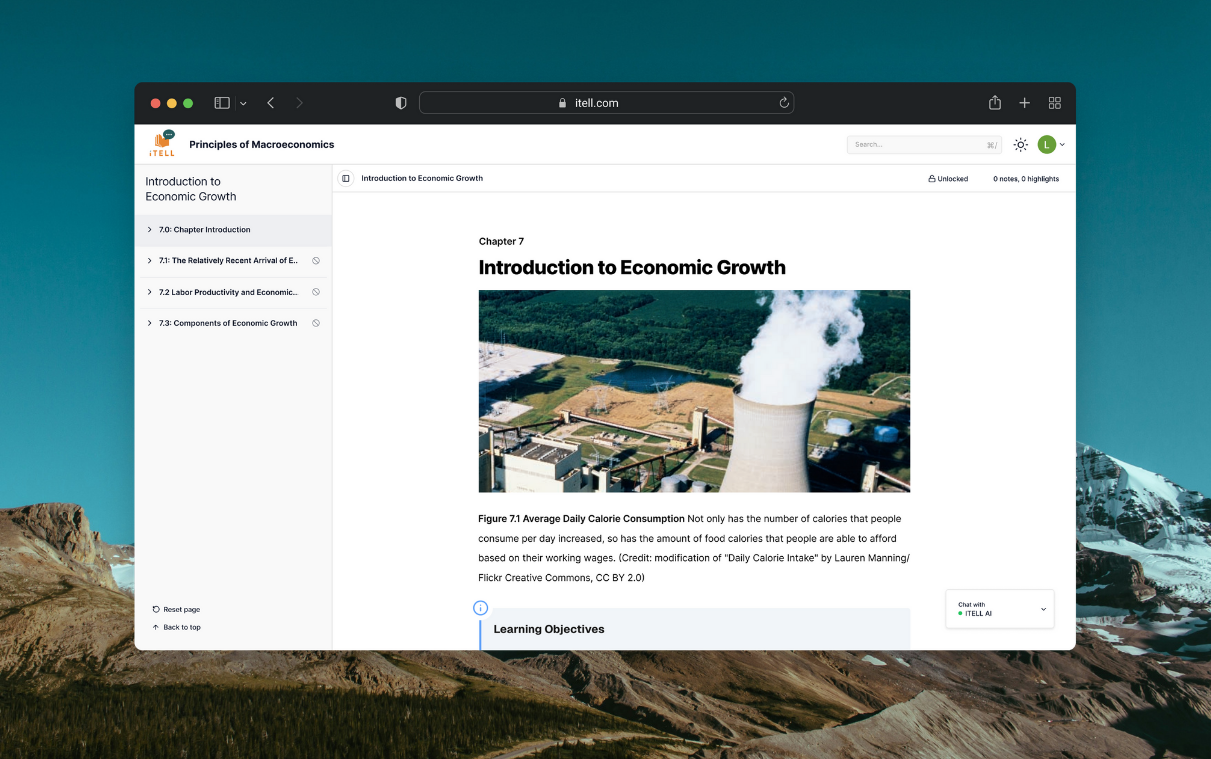 itell.com
iTELL
Principles of Macroeconomics
Search...
⌘/
L
Introduction to
Economic Growth
7.0: Chapter Introduction
7.1: The Relatively Recent Arrival of E..
7.2 Labor Productivity and Economic...
7.3: Components of Economic Growth
Reset page
Back to top
Introduction to Economic Growth
Unlocked
0 notes, 0 highlights
Chapter 7
Introduction to Economic Growth
Figure 7.1 Average Daily Calorie Consumption Not only has the number of calories that people
consume per day increased, so has the amount of food calories that people are able to afford
based on their working wages. (Credit: modification of "Daily Calorie Intake" by Lauren Manning/
Flickr Creative Commons, CC BY 2.0)
Learning Objectives
Chat with
ITELL AI